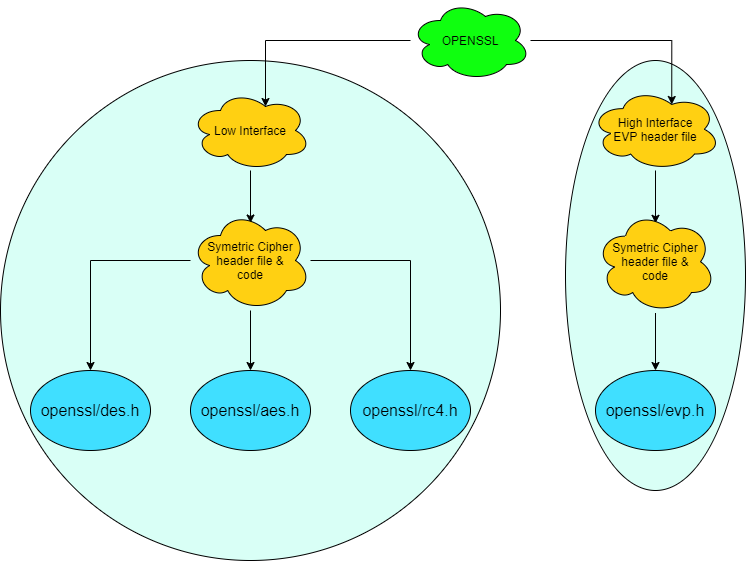 OPENSSL
Low Interface
High Interface
EVP header file
Symetric Cipher
header file &
code
Symetric Cipher
header file &
code
openssl/des.h
openssl/aes.h
openssl/rc4.h
openssl/evp.h